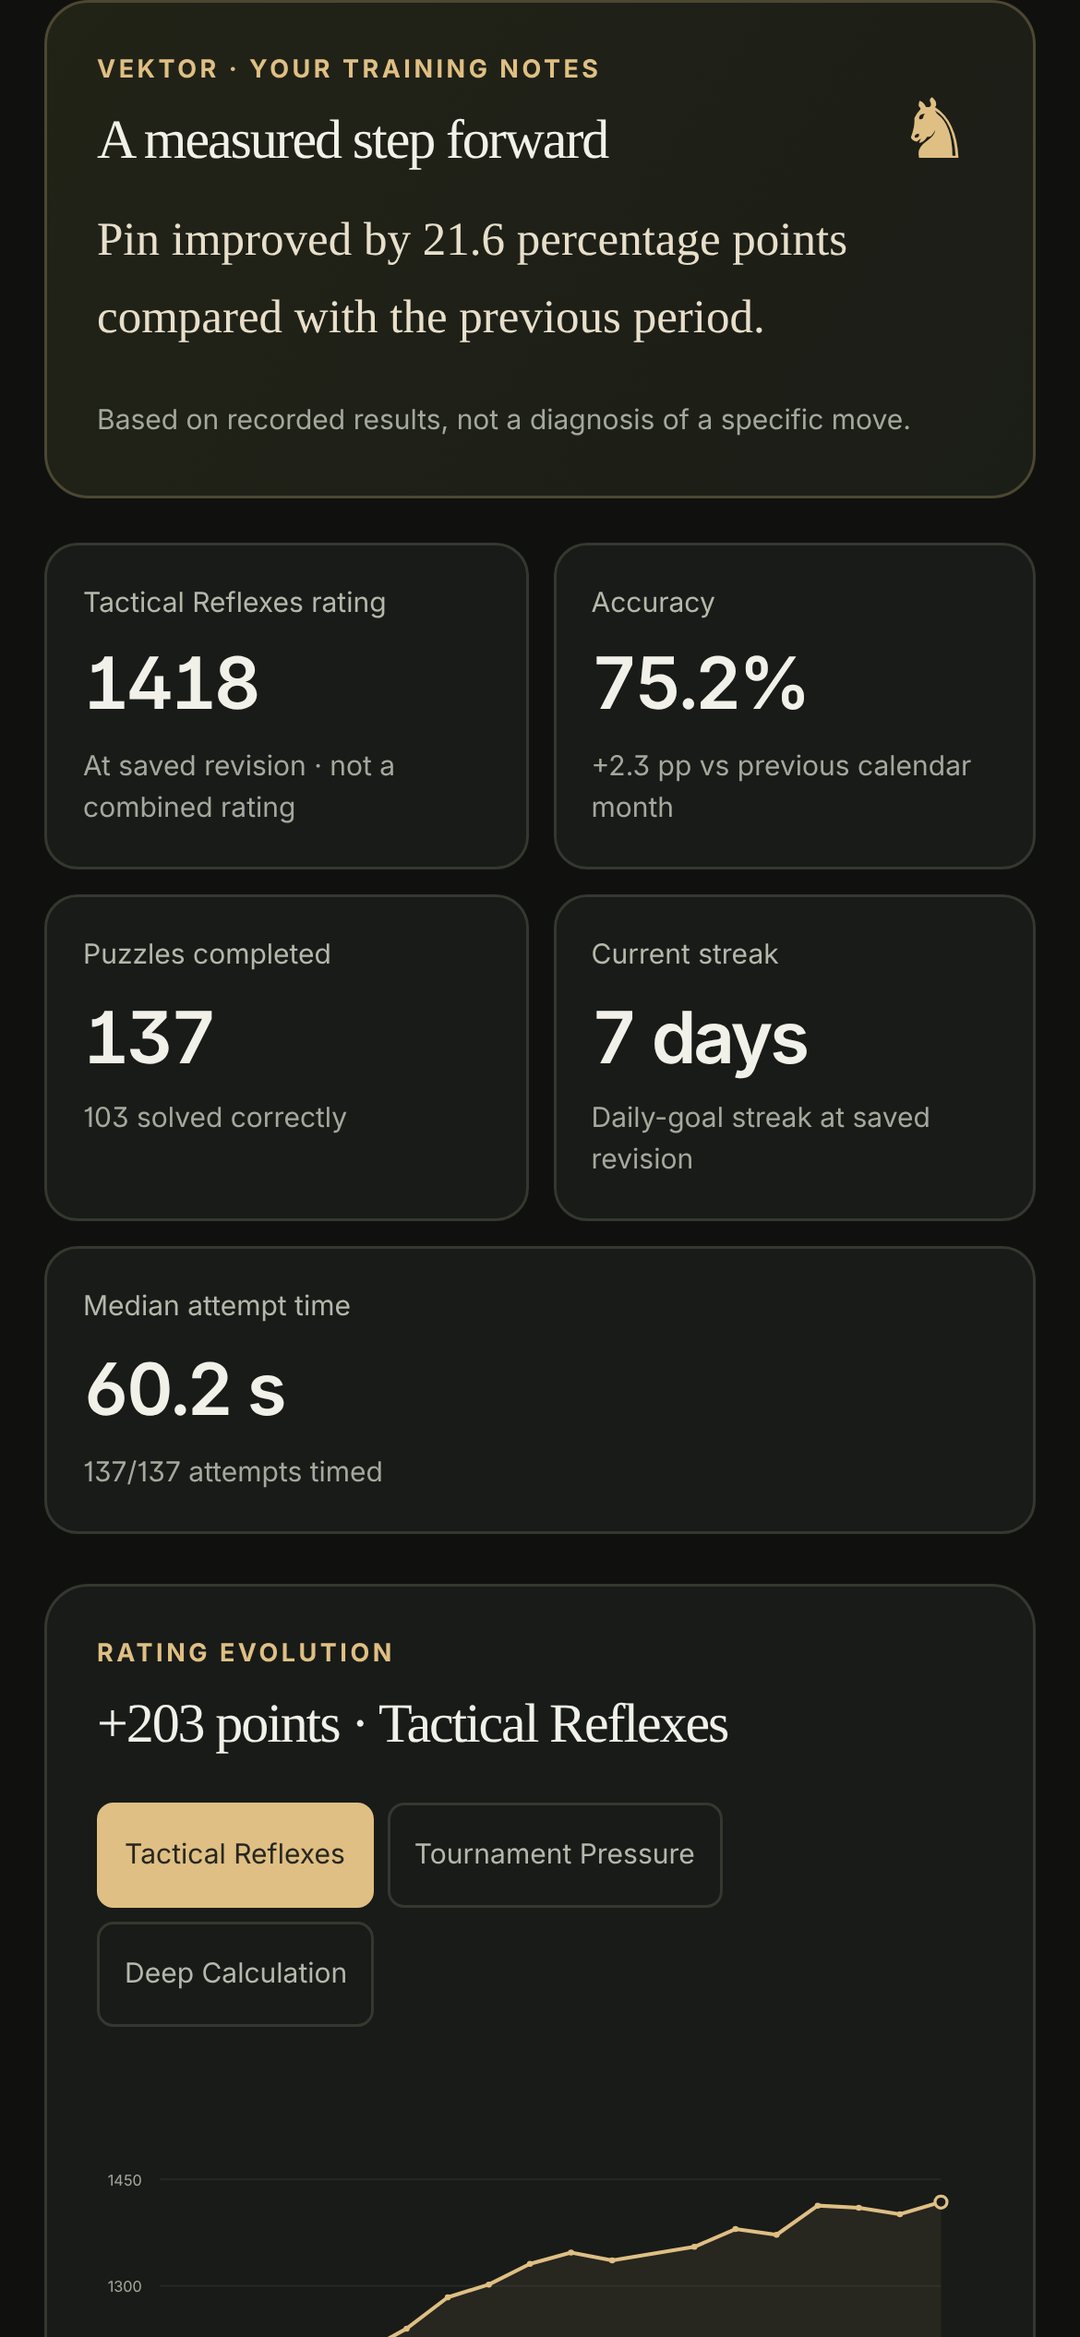 VEKTOR · YOUR TRAINING NOTES
A measured step forward
Pin improved by 21.6 percentage points
compared with the previous period.
Based on recorded results, not a diagnosis of a specific move.
Tactical Reflexes rating
1418
At saved revision · not a
combined rating
Accuracy
75.2%
+2.3 pp vs previous calendar
month
Puzzles completed
137
103 solved correctly
Current streak
7 days
Daily-goal streak at saved
revision
Median attempt time
60.2 s
137/137 attempts timed
RATING EVOLUTION
+203 points · Tactical Reflexes
Tactical Reflexes
Tournament Pressure
Deep Calculation
1450
1300